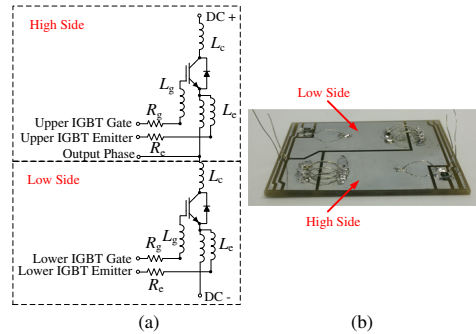 High Side
DC +
Lc
Lg
Rg
Le
Upper IGBT Gate
Upper IGBT Emitter
Re
Output Phase
Low Side
Lc
Lg
Rg
Le
Lower IGBT Gate
Lower IGBT Emitter
Re
DC -
(a)
Low Side
High Side
(b)